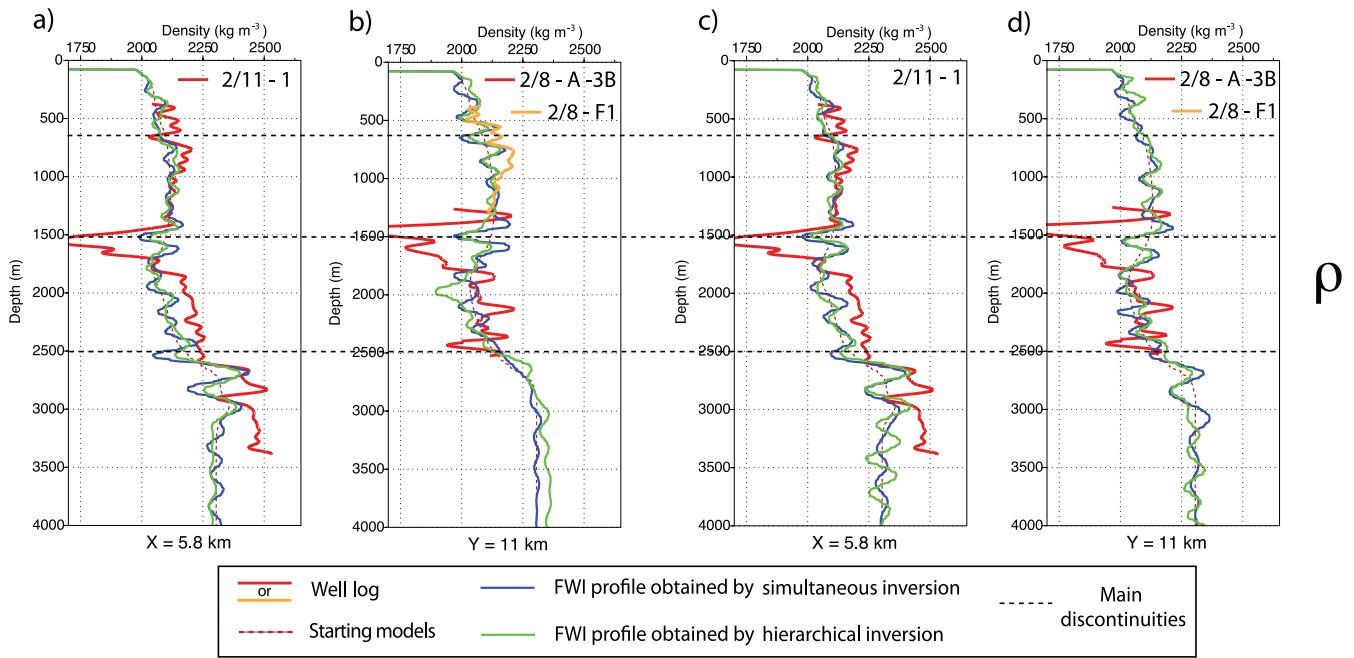 a)
Density (kg m⁻³)
1750 2000 2250 2500
0
500
1000
1500
2000
2500
3000
3500
4000
Depth (m)
2/11 - 1
X = 5.8 km
b)
Density (kg m⁻³)
1750 2000 2250 2500
0
500
1000
1500
2000
2500
3000
3500
4000
Depth (m)
2/8 - A -3B
2/8 - F1
Y = 11 km
c)
Density (kg m⁻³)
1750 2000 2250 2500
0
500
1000
1500
2000
2500
3000
3500
4000
Depth (m)
2/11 - 1
X = 5.8 km
d)
Density (kg m⁻³)
1750 2000 2250 2500
0
500
1000
1500
2000
2500
3000
3500
4000
Depth (m)
2/8 - A -3B
2/8 - F1
Y = 11 km
ρ
or
Well log
Starting models
FWI profile obtained by simultaneous inversion
FWI profile obtained by hierarchical inversion
Main
discontinuities